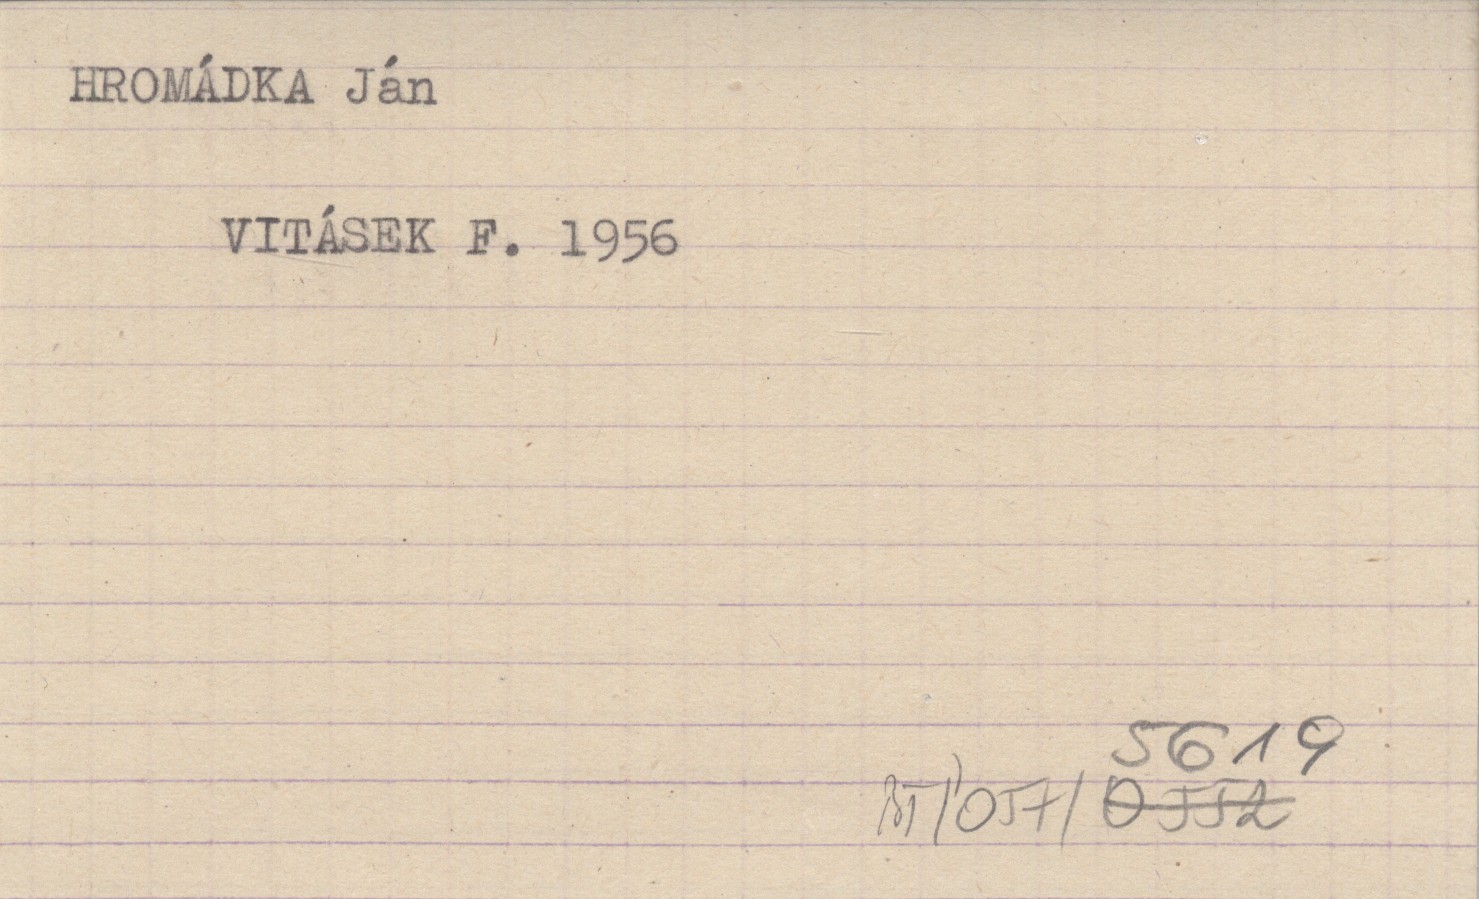 HROMÁDKA Ján
VITÁSEK F. 1956
5619